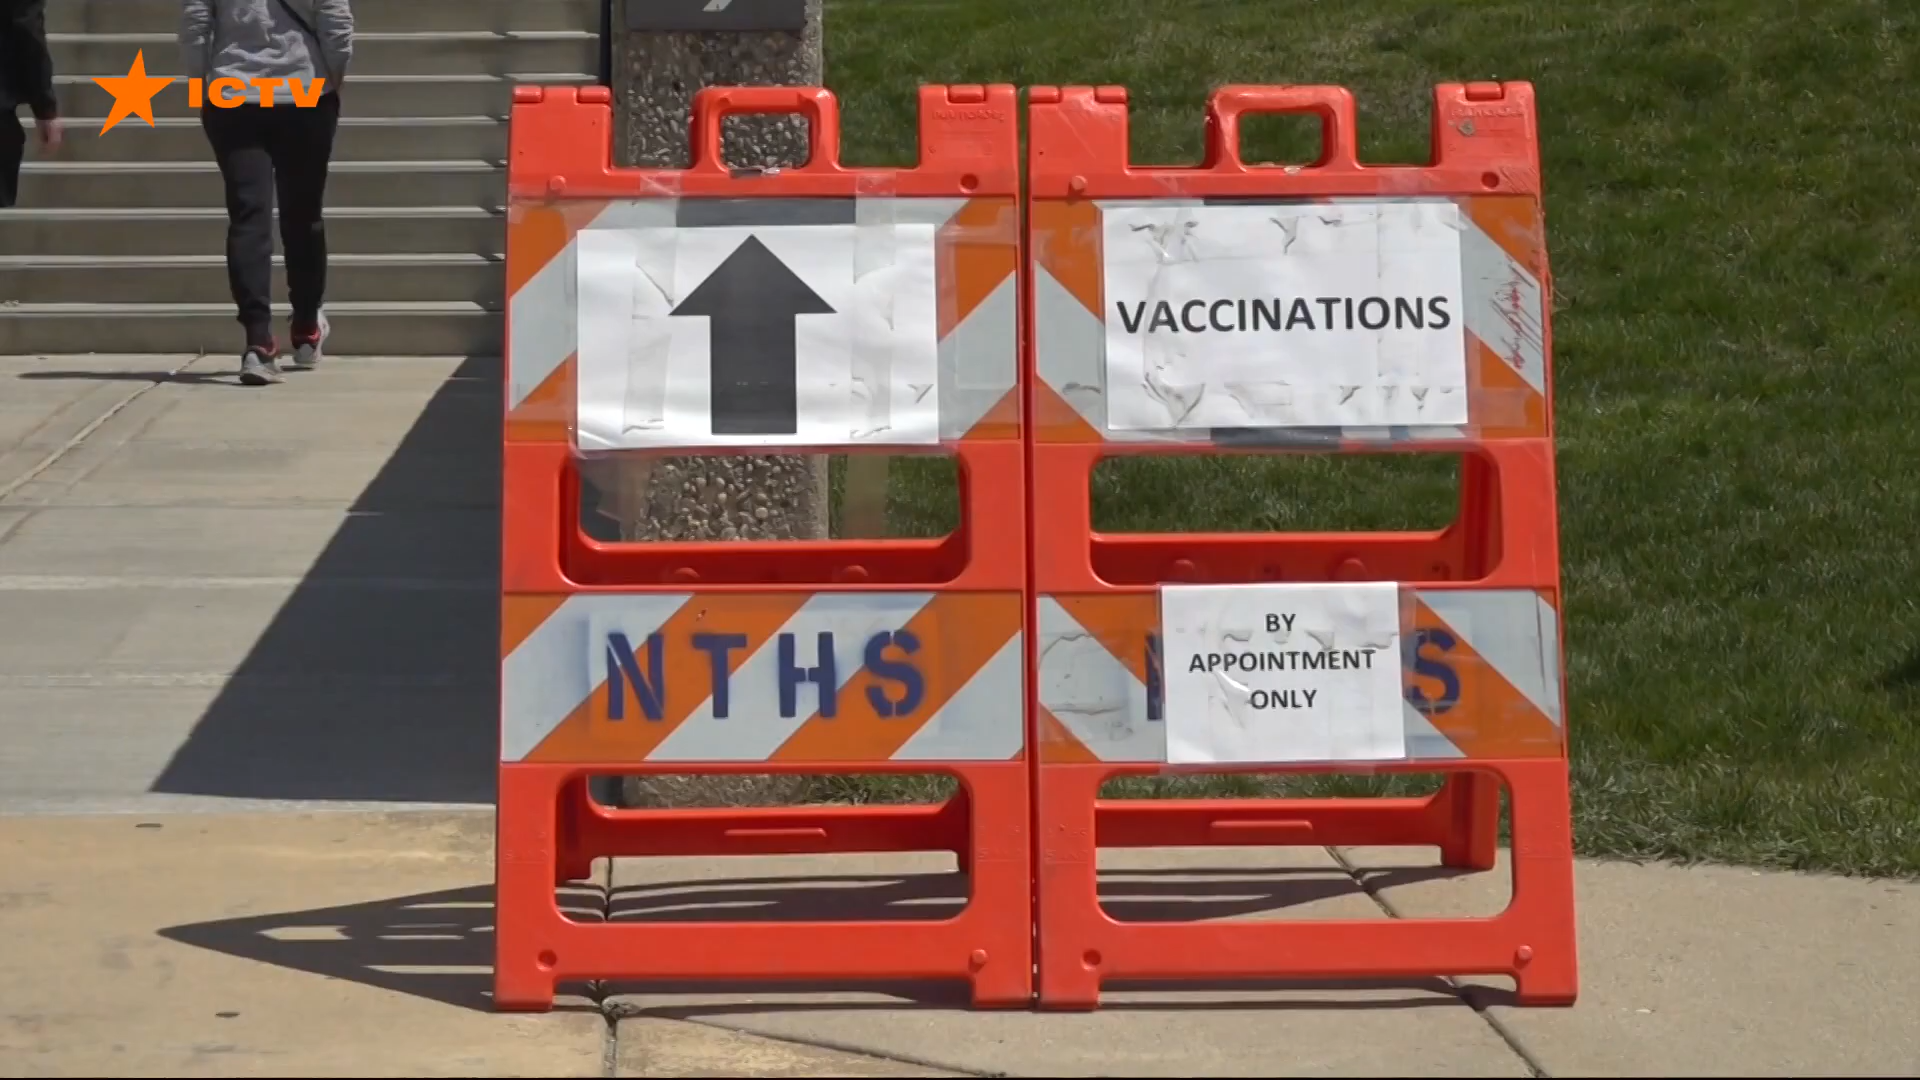 ICTV
VACCINATIONS
NTHS
BY
APPOINTMENT
ONLY
S